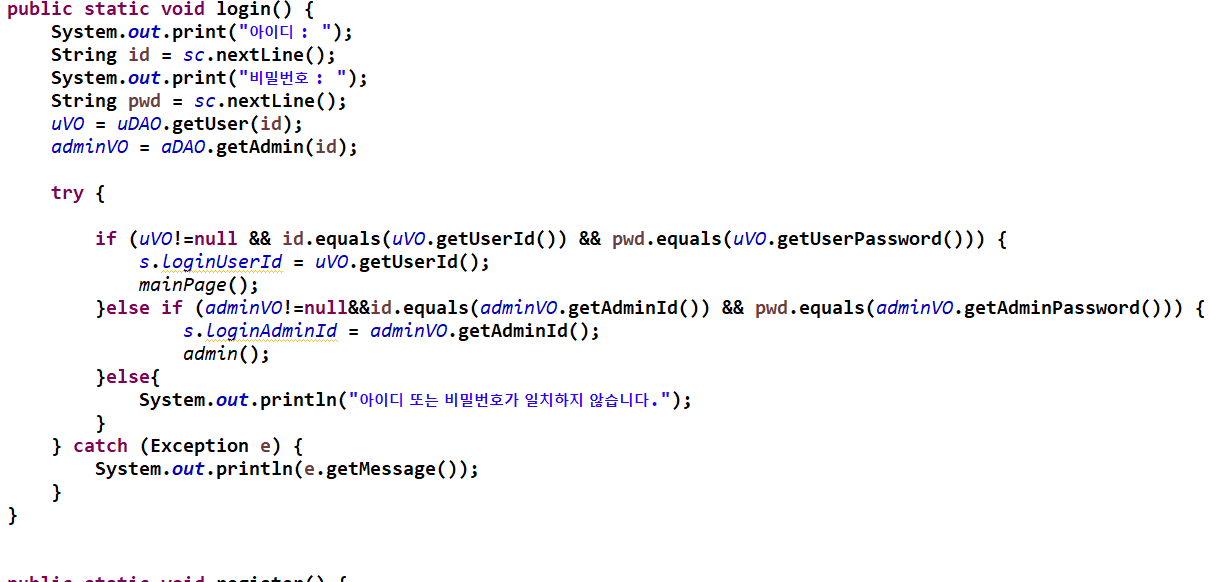 public static void login() {
System.out.print("아이디 : ");
String id = sc.nextLine();
System.out.print("비밀번호 : ");
String pwd = sc.nextLine();
uVO = uDAO.getUser(id);
adminVO = aDAO.getAdmin(id);
try {
if (uVO!=null && id.equals(uVO.getUserId()) && pwd.equals(uVO.getUserPassword())) {
s.loginUserId = uVO.getUserId();
mainPage();
}else if (adminVO!=null&&id.equals(adminVO.getAdminId()) && pwd.equals(adminVO.getAdminPassword())) {
s.loginAdminId = adminVO.getAdminId();
admin();
}else{
System.out.println("아이디 또는 비밀번호가 일치하지 않습니다.");
}
} catch (Exception e) {
System.out.println(e.getMessage());
}
}
public static void register() {